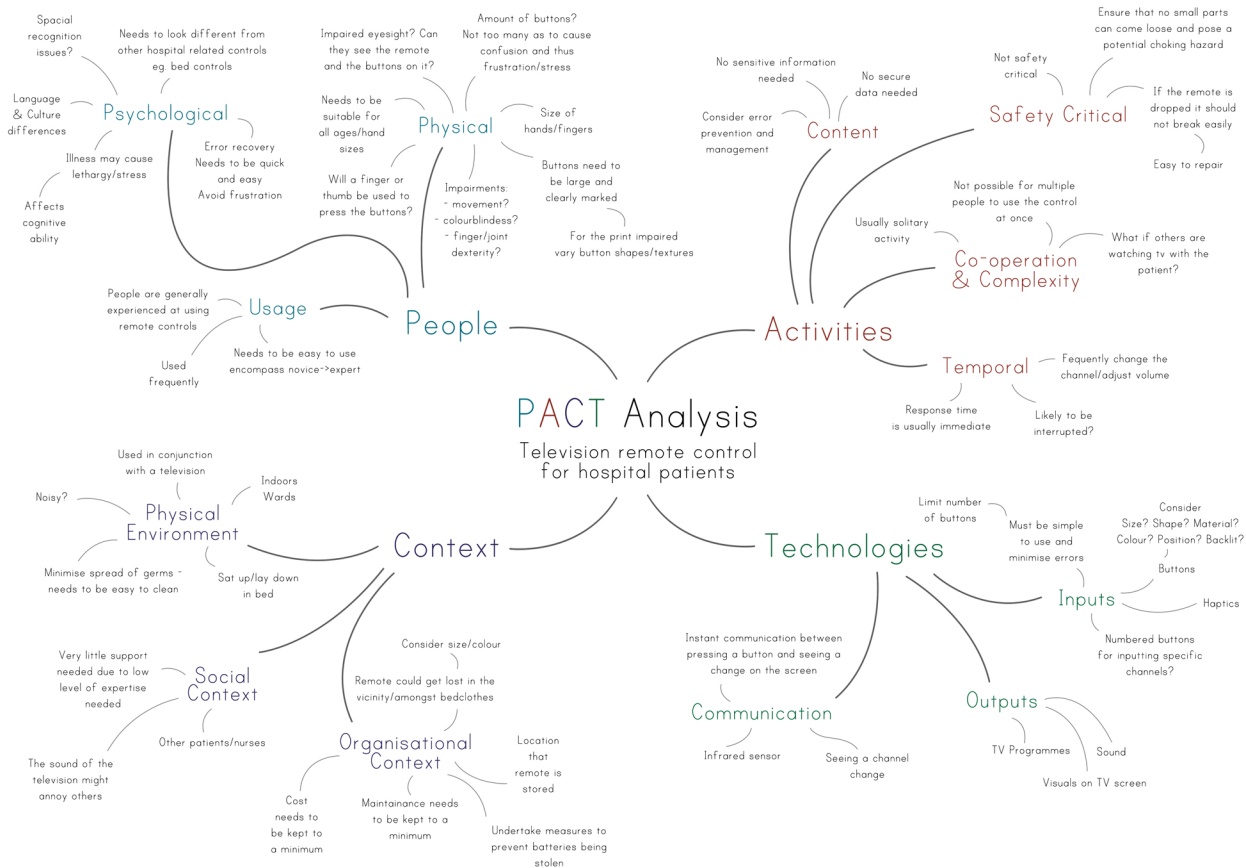 PACT Analysis
Television remote control
for hospital patients
People
Psychological
Spacial
recognition
issues?
Needs to look different from
other hospital related controls
eg. bed controls
Language
& Culture
differences
Illness may cause
lethargy/stress
Affects
cognitive
ability
Error recovery
Needs to be quick
and easy
Avoid frustration
Physical
Impaired eyesight? Can
they see the remote
and the buttons on it?
Amount of buttons?
Not too many as to cause
confusion and thus
frustration/stress
Needs to be
suitable for
all ages/hand
sizes
Size of
hands/fingers
Will a finger or
thumb be used to
press the buttons?
Impairments:
- movement?
- colourblindness?
- finger/joint
dexterity?
Buttons need to
be large and
clearly marked
For the print impaired
vary button shapes/textures
Usage
People are generally
experienced at using
remote controls
Used
frequently
Needs to be easy to use
encompass novice->expert
Activities
Content
No sensitive information
needed
No secure
data needed
Consider error
prevention and
management
Safety Critical
Not safety
critical
Ensure that no small parts
can come loose and pose a
potential choking hazard
If the remote is
dropped it should
not break easily
Easy to repair
Co-operation
& Complexity
Usually solitary
activity
Not possible for multiple
people to use the control
at once
What if others are
watching tv with the
patient?
Temporal
Fequently change the
channel/adjust volume
Response time
is usually immediate
Likely to be
interrupted?
Context
Physical
Environment
Used in conjunction
with a television
Noisy?
Indoors
Wards
Minimise spread of germs -
needs to be easy to clean
Sat up/lay down
in bed
Social
Context
Very little support
needed due to low
level of expertise
needed
Other patients/nurses
The sound of the
television might
annoy others
Organisational
Context
Consider size/colour
Remote could get lost in the
vicinity/amongst bedclothes
Location
that
remote is
stored
Cost
needs to
be kept to
a minimum
Maintainance needs
to be kept to a
minimum
Undertake measures to
prevent batteries being
stolen
Technologies
Inputs
Limit number
of buttons
Must be simple
to use and
minimise errors
Consider
Size? Shape? Material?
Colour? Position? Backlit?
Buttons
Haptics
Numbered buttons
for inputting specific
channels?
Outputs
TV Programmes
Sound
Visuals on TV screen
Communication
Instant communication between
pressing a button and seeing a
change on the screen
Infrared sensor
Seeing a channel
change